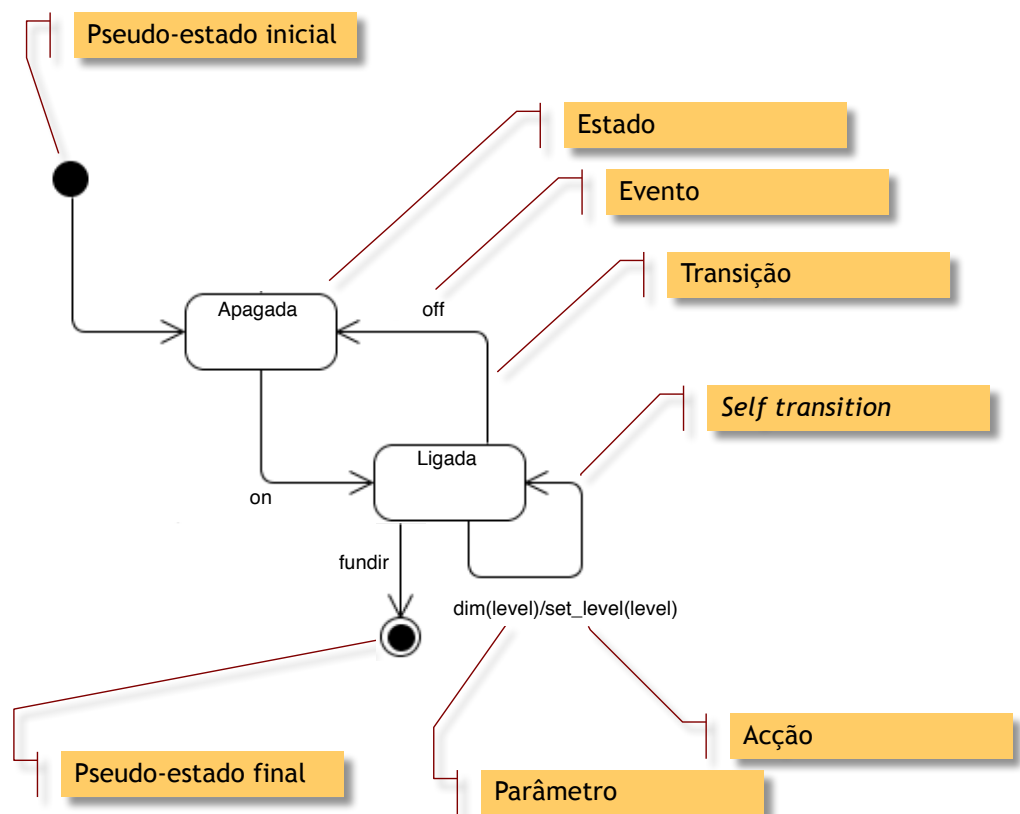 Pseudo-estado inicial
Estado
Evento
Transição
Apagada
off
Self transition
Ligada
on
fundir
dim(level)/set_level(level)
Acção
Pseudo-estado final
Parâmetro